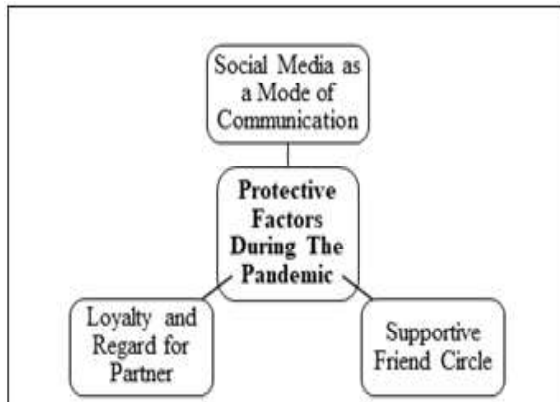 Social Media as
a Mode of
Communication
Protective
Factors
During The
Pandemic
Loyalty and
Regard for
Partner
Supportive
Friend Circle